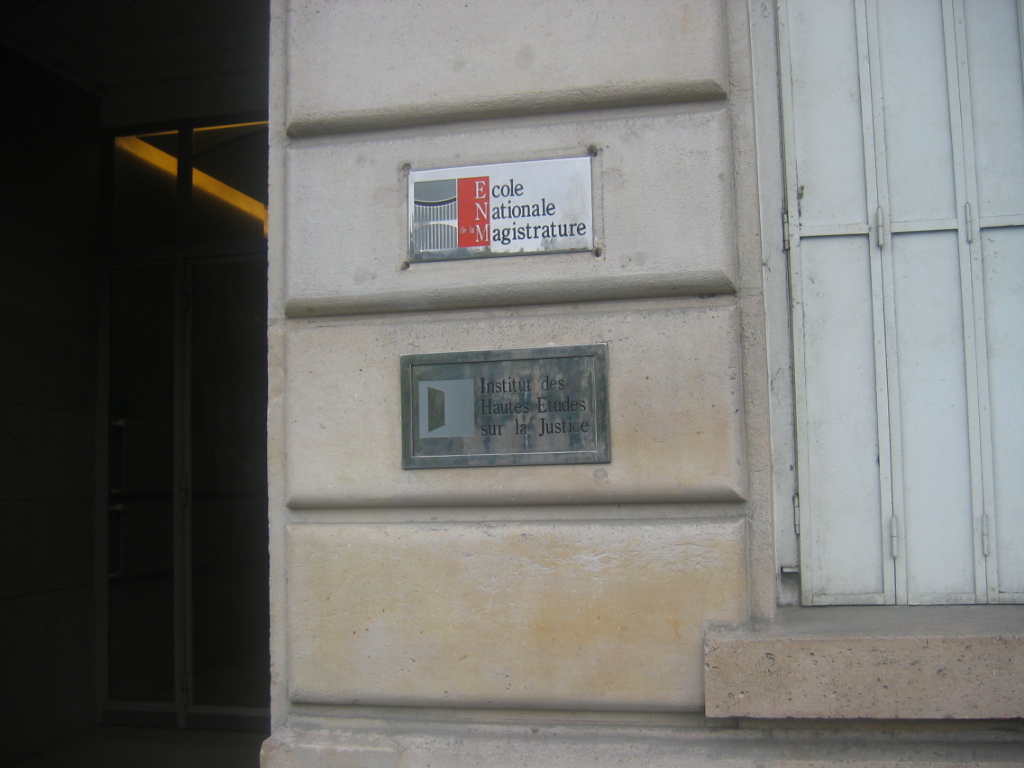 Ecole
Nationale
de la Magistrature
Institut des
Hautes Etudes
sur la Justice